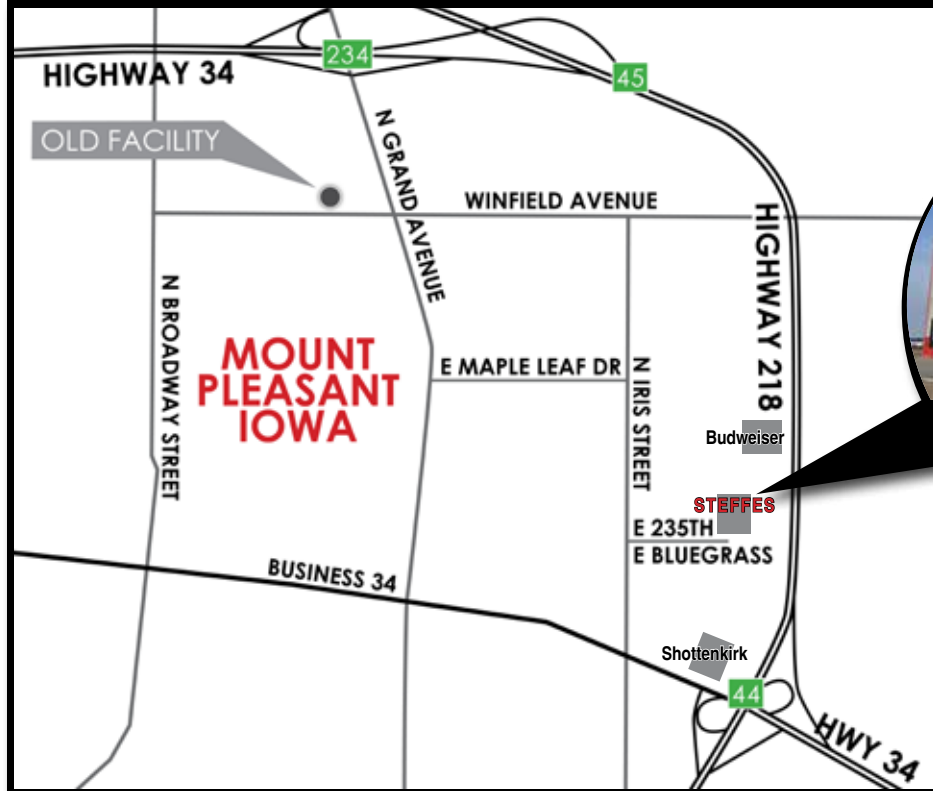 234
45
HIGHWAY 34
OLD FACILITY
N GRAND AVENUE
WINFIELD AVENUE
HIGHWAY 218
N BROADWAY STREET
MOUNT
PLEASANT
IOWA
E MAPLE LEAF DR
N IRIS STREET
Budweiser
STEFFES
E 235TH
E BLUEGRASS
BUSINESS 34
Shottenkirk
44
HWY 34